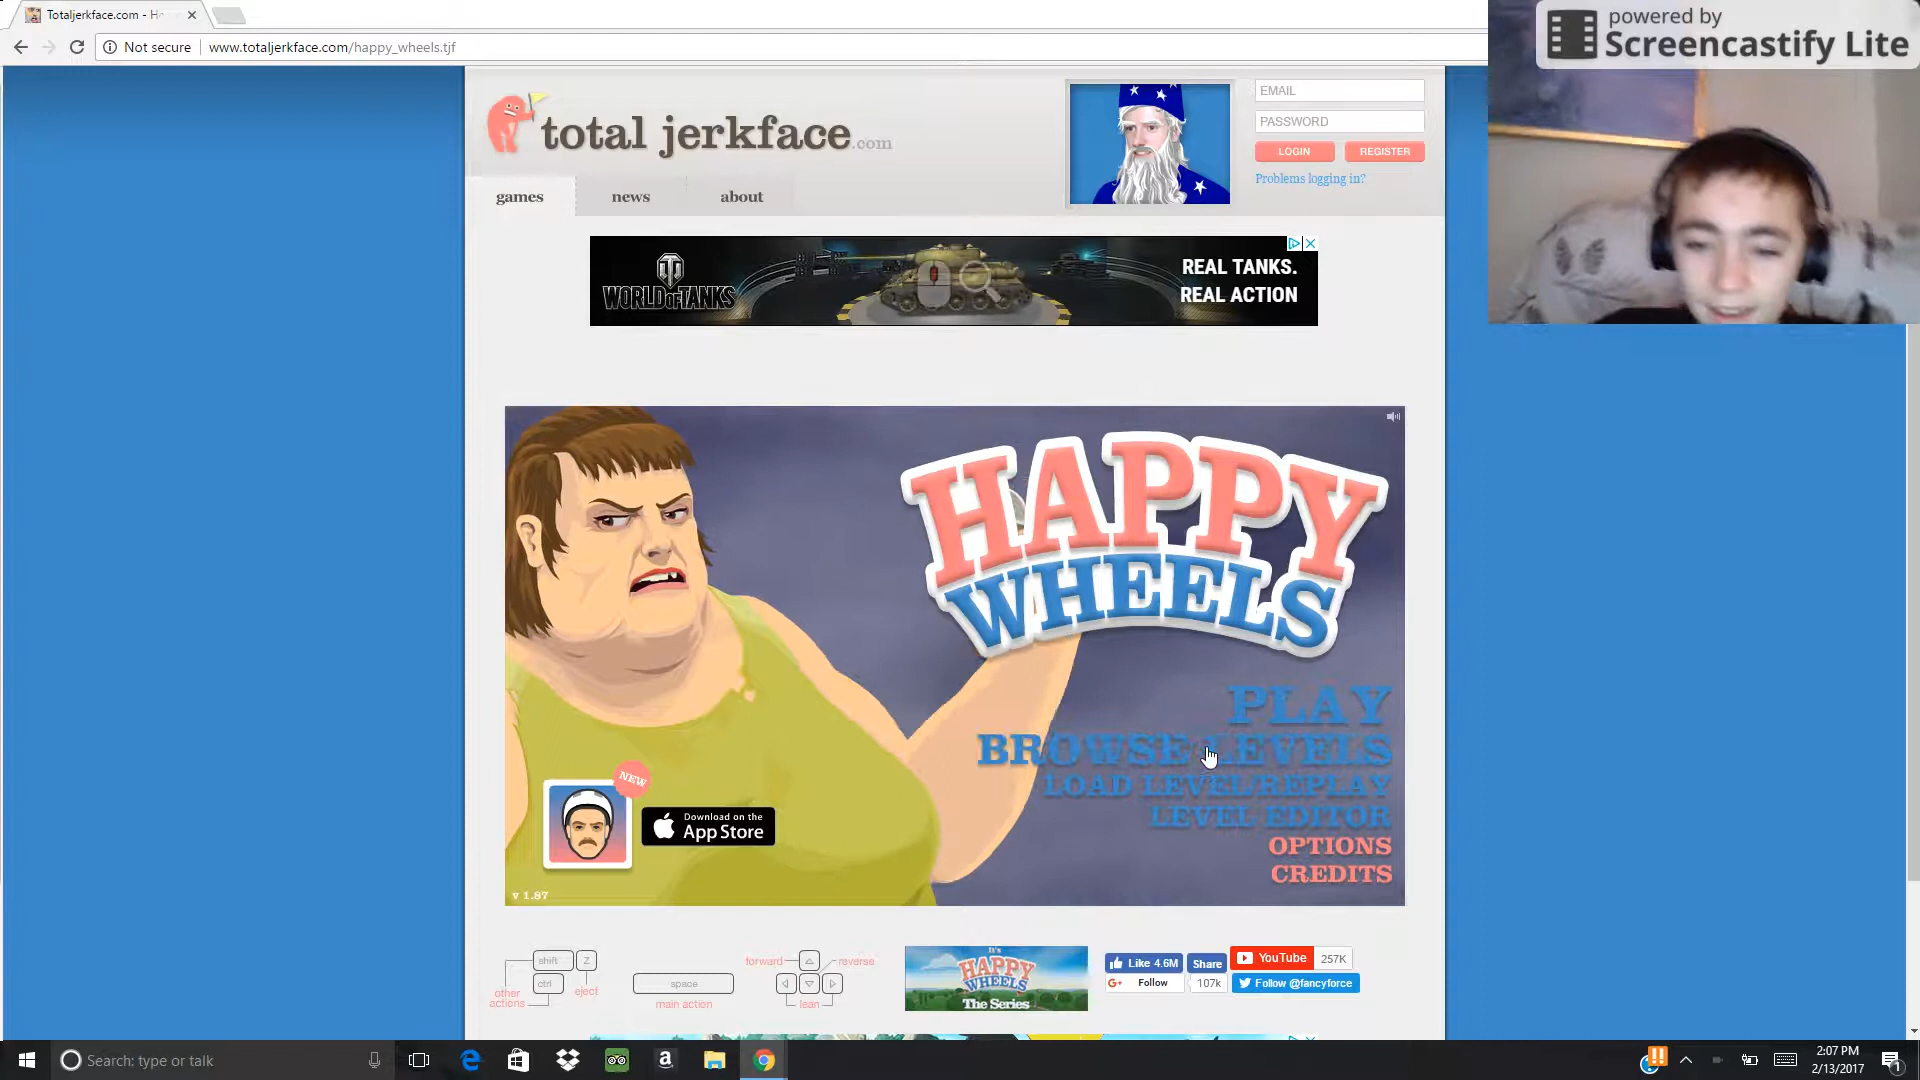 Totaljerkface.com - H
Not secure
www.totaljerkface.com/happy_wheels.tjf
powered by
Screencastify Lite
total jerkface.com
EMAIL
PASSWORD
LOGIN
REGISTER
Problems logging in?
games
news
about
WORLD OF TANKS
REAL TANKS.
REAL ACTION
HAPPY
WHEELS
PLAY
BROWSE LEVELS
LOAD LEVEL/REPLAY
LEVEL EDITOR
OPTIONS
CREDITS
NEW
Download on the
App Store
v 1.87
shift
Z
ctrl
other
actions
eject
space
main action
forward
reverse
lean
It's
HAPPY
WHEELS
The Series
Like 4.6M
Share
YouTube
257K
G+ Follow
107k
Follow @fancyforce
Search: type or talk
2:07 PM
2/13/2017
1